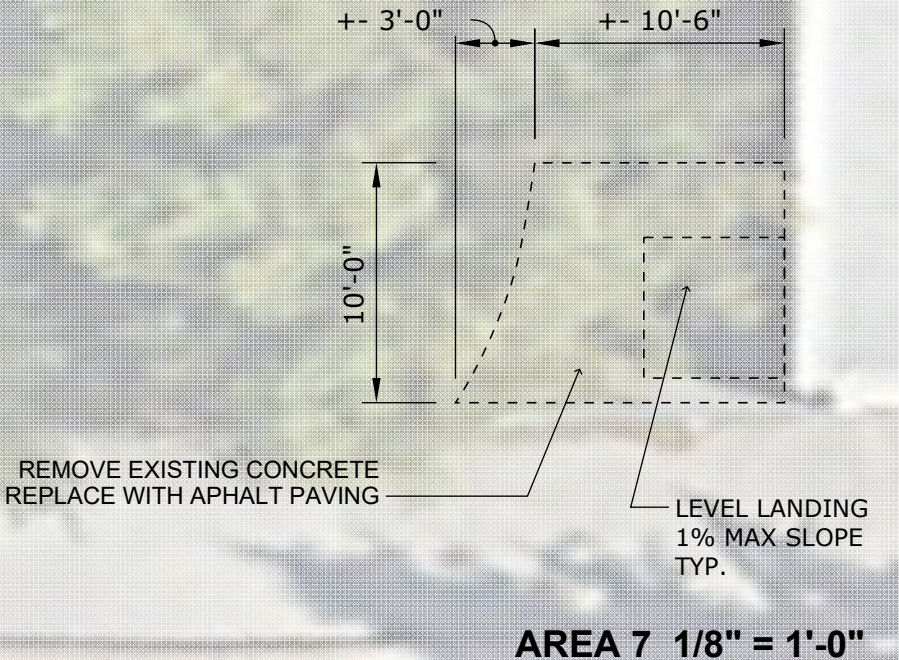 +- 3'-0"
+- 10'-6"
10'-0"
REMOVE EXISTING CONCRETE
REPLACE WITH APHALT PAVING
LEVEL LANDING
1% MAX SLOPE
TYP.
AREA 7 1/8" = 1'-0"